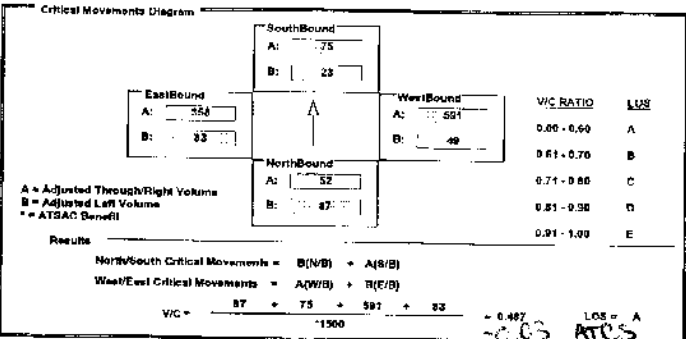 Critical Movements Diagram
SouthBound
A: 75
B: 23
EastBound
A: 358
B: 83
WestBound
A: 591
B: 49
NorthBound
A: 52
B: 87
V/C RATIO LOS
0.00 - 0.60 A
0.61 - 0.70 B
0.71 - 0.80 C
0.81 - 0.90 D
0.91 - 1.00 E
A = Adjusted Through/Right Volume
B = Adjusted Left Volume
* = ATSAC Benefit
Results
North/South Critical Movements = B(N/B) + A(S/B)
West/East Critical Movements = A(W/B) + B(E/B)
V/C = 87 + 75 + 591 + 83
*1500
= 0.487 LOS = A
ATCS